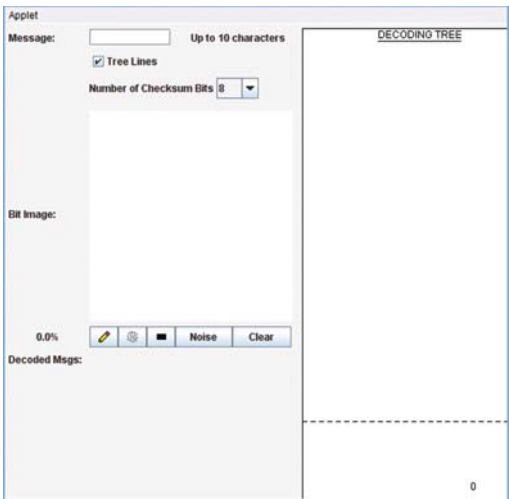 Applet
Message: Up to 10 characters
Tree Lines
Number of Checksum Bits 8
Bit Image:
0.0% Noise Clear
Decoded Msgs:
DECODING TREE
0